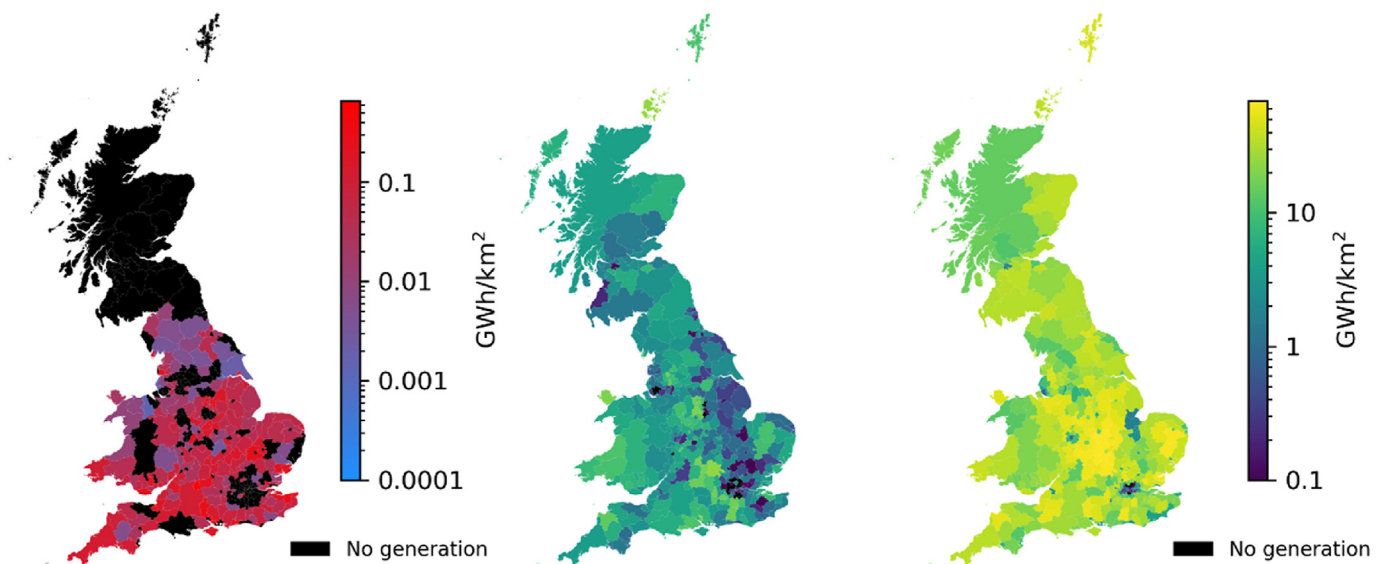 0.1
0.01
0.001
0.0001
GWh/km²
No generation
10
1
0.1
GWh/km²
No generation